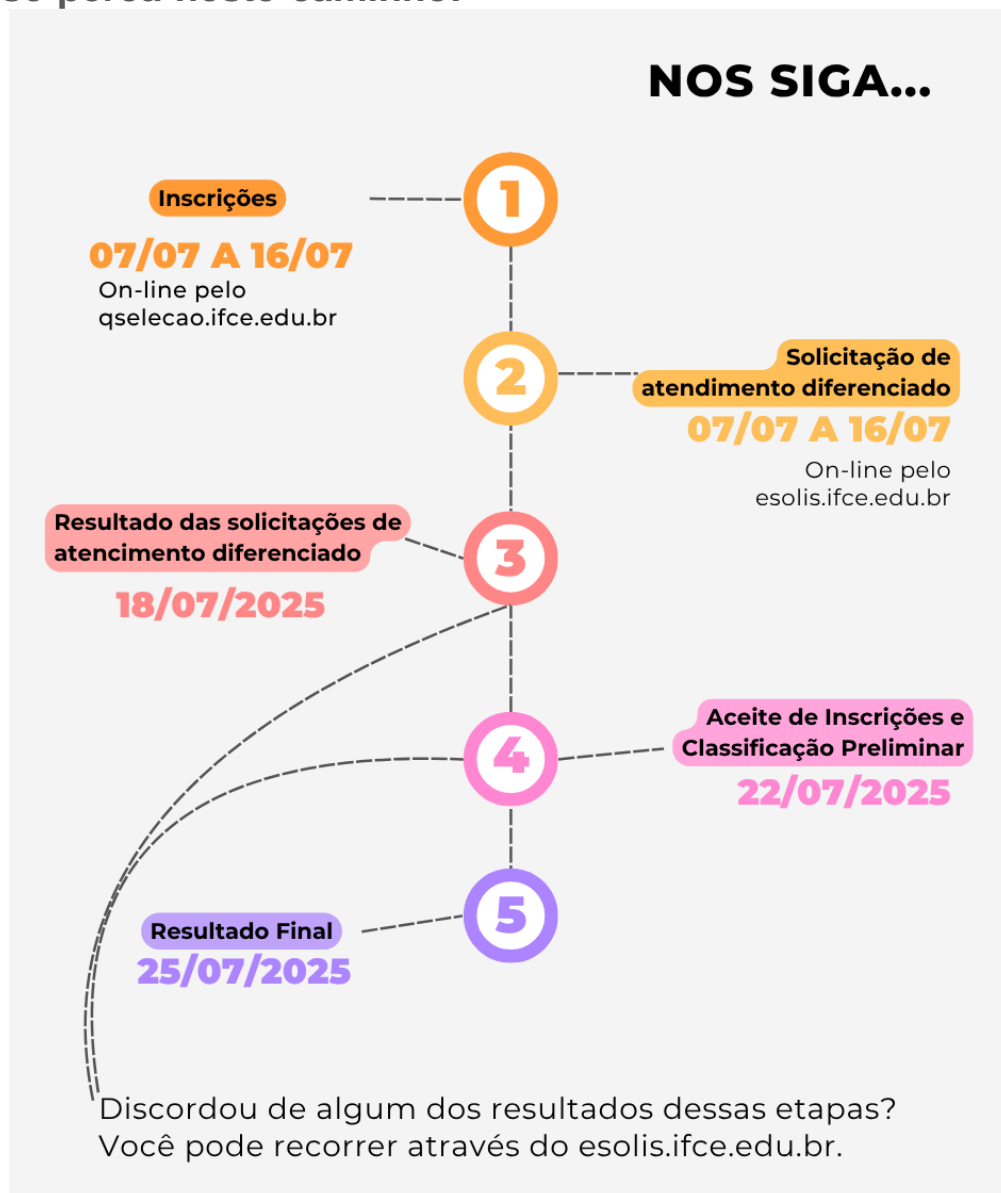 NOS SIGA...
1
Inscrições
07/07 A 16/07
On-line pelo
qselecao.ifce.edu.br
2
Solicitação de
atendimento diferenciado
07/07 A 16/07
On-line pelo
esolis.ifce.edu.br
3
Resultado das solicitações de
atencimento diferenciado
18/07/2025
4
Aceite de Inscrições e
Classificação Preliminar
22/07/2025
5
Resultado Final
25/07/2025
Discordou de algum dos resultados dessas etapas?
Você pode recorrer através do esolis.ifce.edu.br.